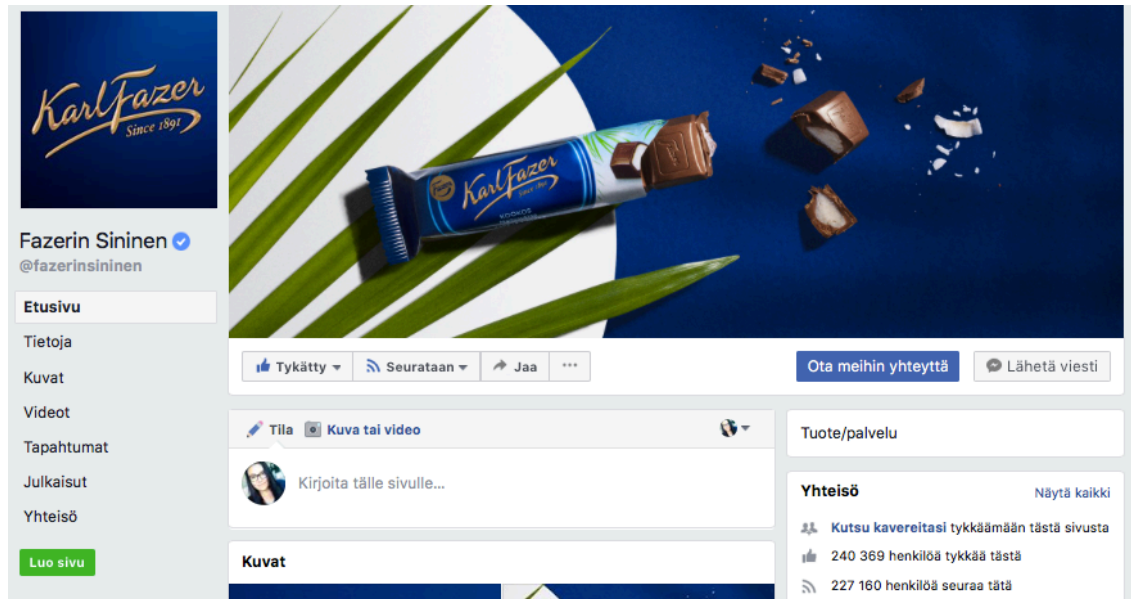 Karl Fazer
Since 1891
Fazerin Sininen
@fazerinsininen
Etusivu
Tietoja
Kuvat
Videot
Tapahtumat
Julkaisut
Yhteisö
Luo sivu
Karl Fazer
Since 1891
KOOKOS
Tykätty
Seurataan
Jaa
Ota meihin yhteyttä
Lähetä viesti
Tila Kuva tai video
Kirjoita tälle sivulle...
Kuvat
Tuote/palvelu
Yhteisö Näytä kaikki
Kutsu kavereitasi tykkäämään tästä sivusta
240 369 henkilöä tykkää tästä
227 160 henkilöä seuraa tätä